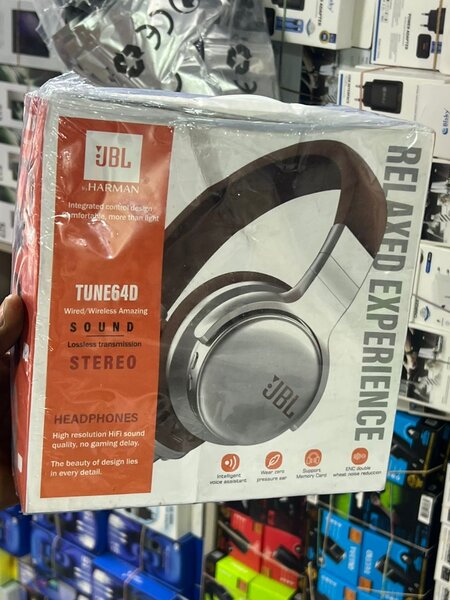 JBL
by HARMAN
Integrated control design
Comfortable, more than light
TUNE64D
Wired/Wireless Amazing
SOUND
Lossless transmission
STEREO
HEADPHONES
High resolution HiFi sound
quality, no gaming delay.
The beauty of design lies
in every detail.
RELAXED EXPERIENCE
JBL
Intelligent
voice assistant
Wear zero
pressure ear
Support
Memory Card
ENC double
wheat noise reduction
CE
Bisky